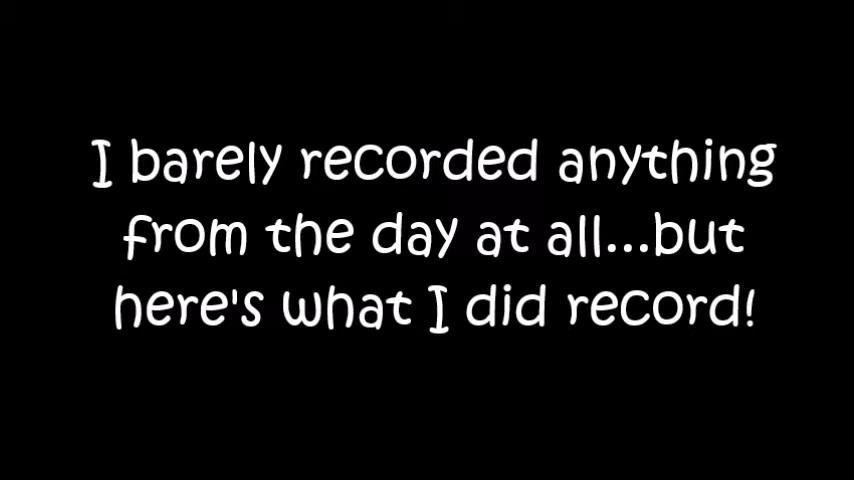 I barely recorded anything
from the day at all...but
here's what I did record!